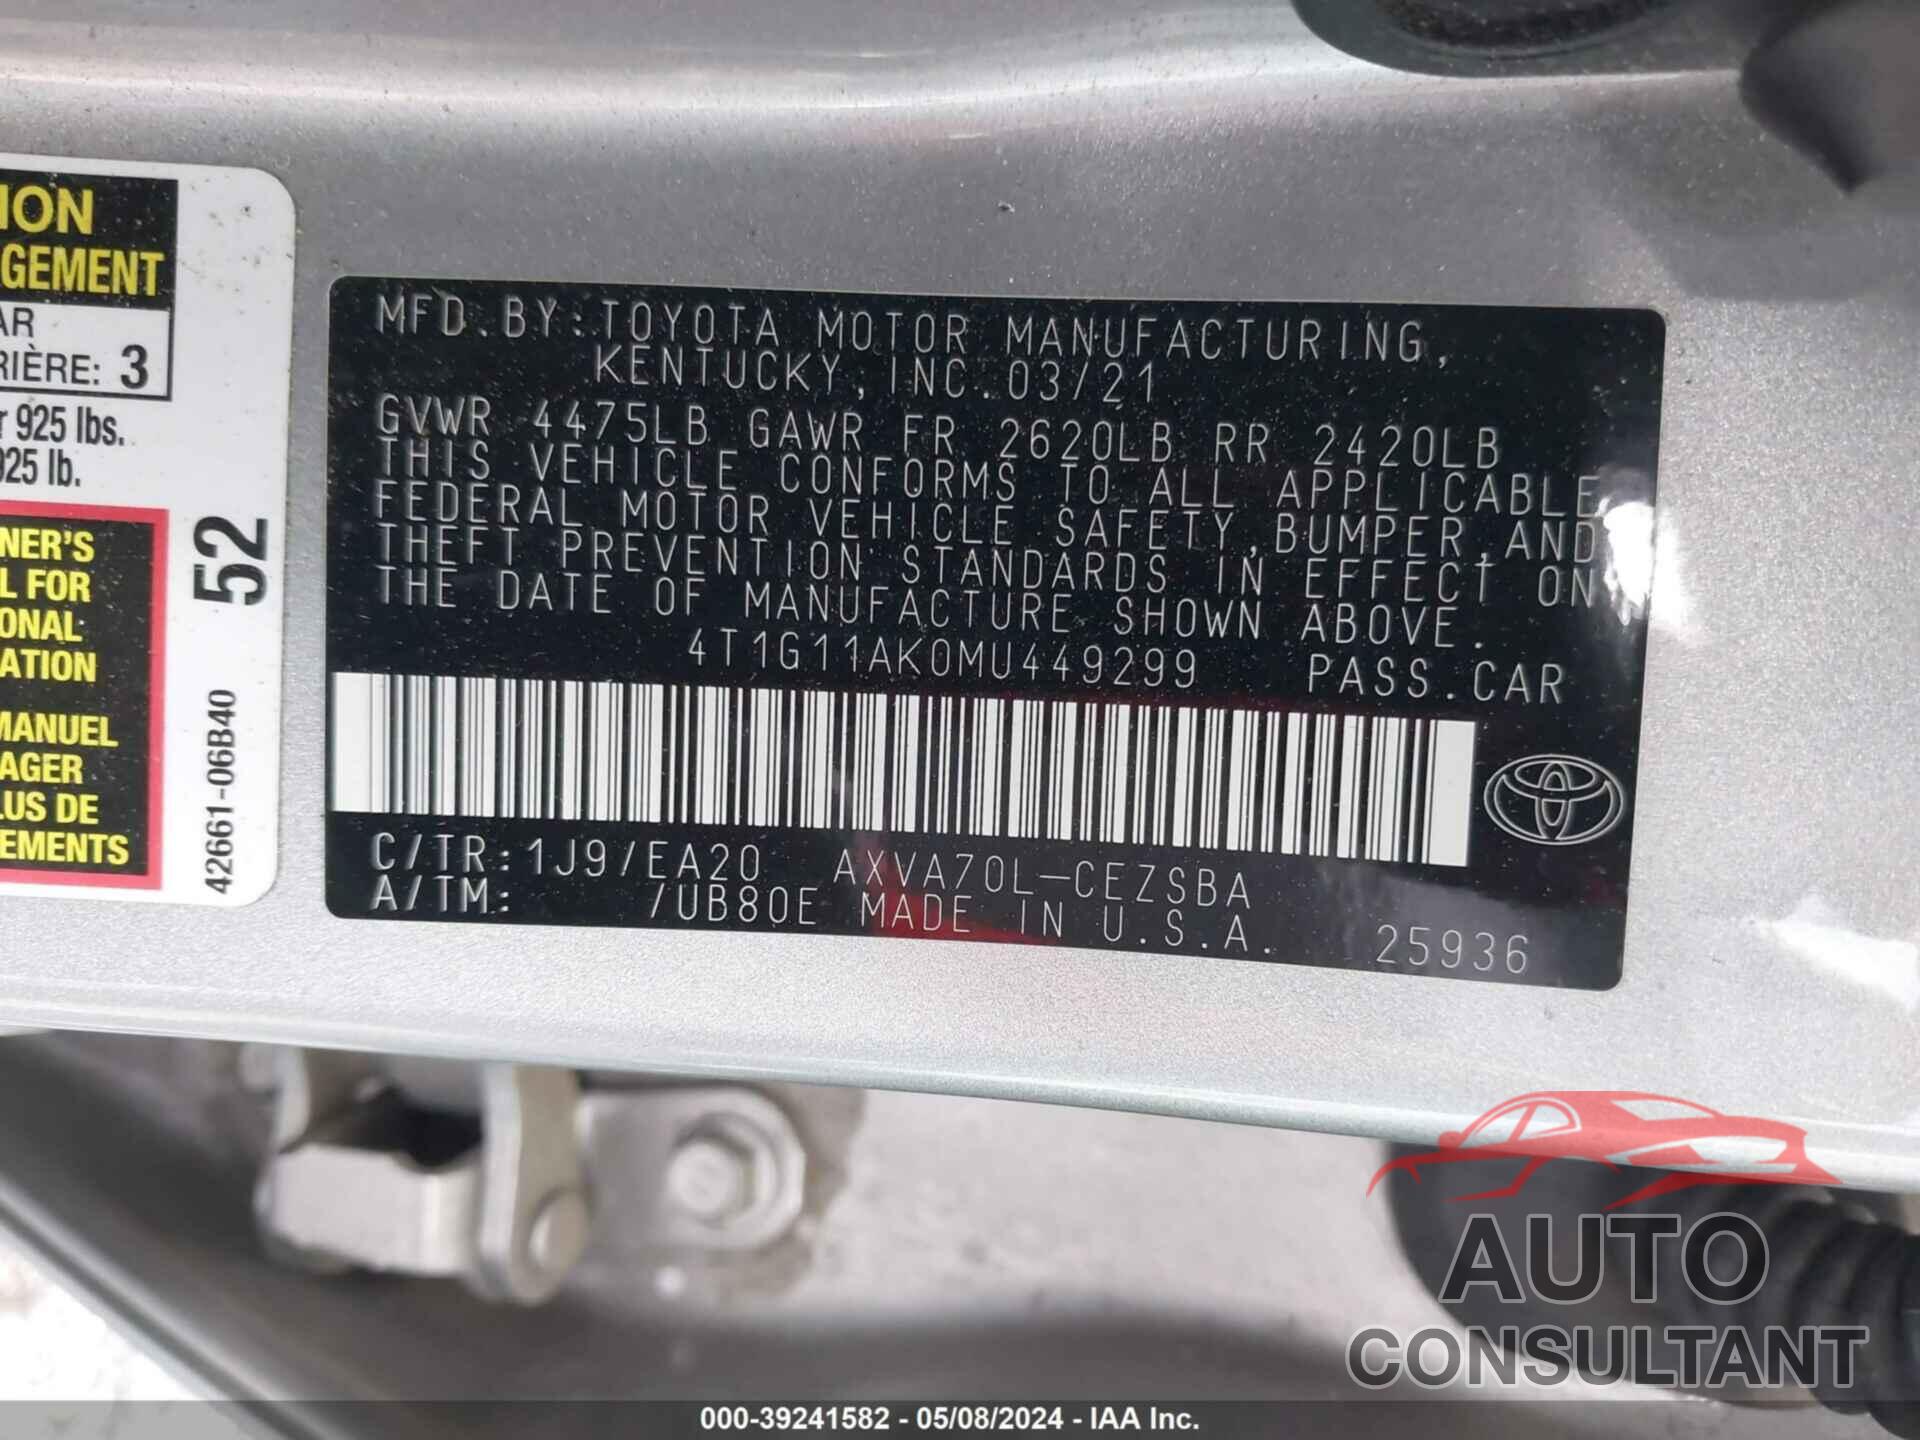 ION
GEMENT
AR
RIÈRE: 3
925 lbs.
925 lb.
NER'S
L FOR
ONAL
ATION
MANUEL
AGER
LUS DE
EMENTS
52
42661-06B40
MFD.BY:TOYOTA MOTOR MANUFACTURING,
KENTUCKY,INC.03/21
GVWR 4475LB GAWR FR 2620LB RR 2420LB
THIS VEHICLE CONFORMS TO ALL APPLICABLE
FEDERAL MOTOR VEHICLE SAFETY,BUMPER,AND
THEFT PREVENTION STANDARDS IN EFFECT ON
THE DATE OF MANUFACTURE SHOWN ABOVE.
4T1G11AK0MU449299 PASS.CAR
C/TR:1J9/EA20 AXVA70L-CEZSBA
A/TM: /UB80E MADE IN U.S.A. 25936
AUTO
CONSULTANT
000-39241582 - 05/08/2024 - IAA Inc.